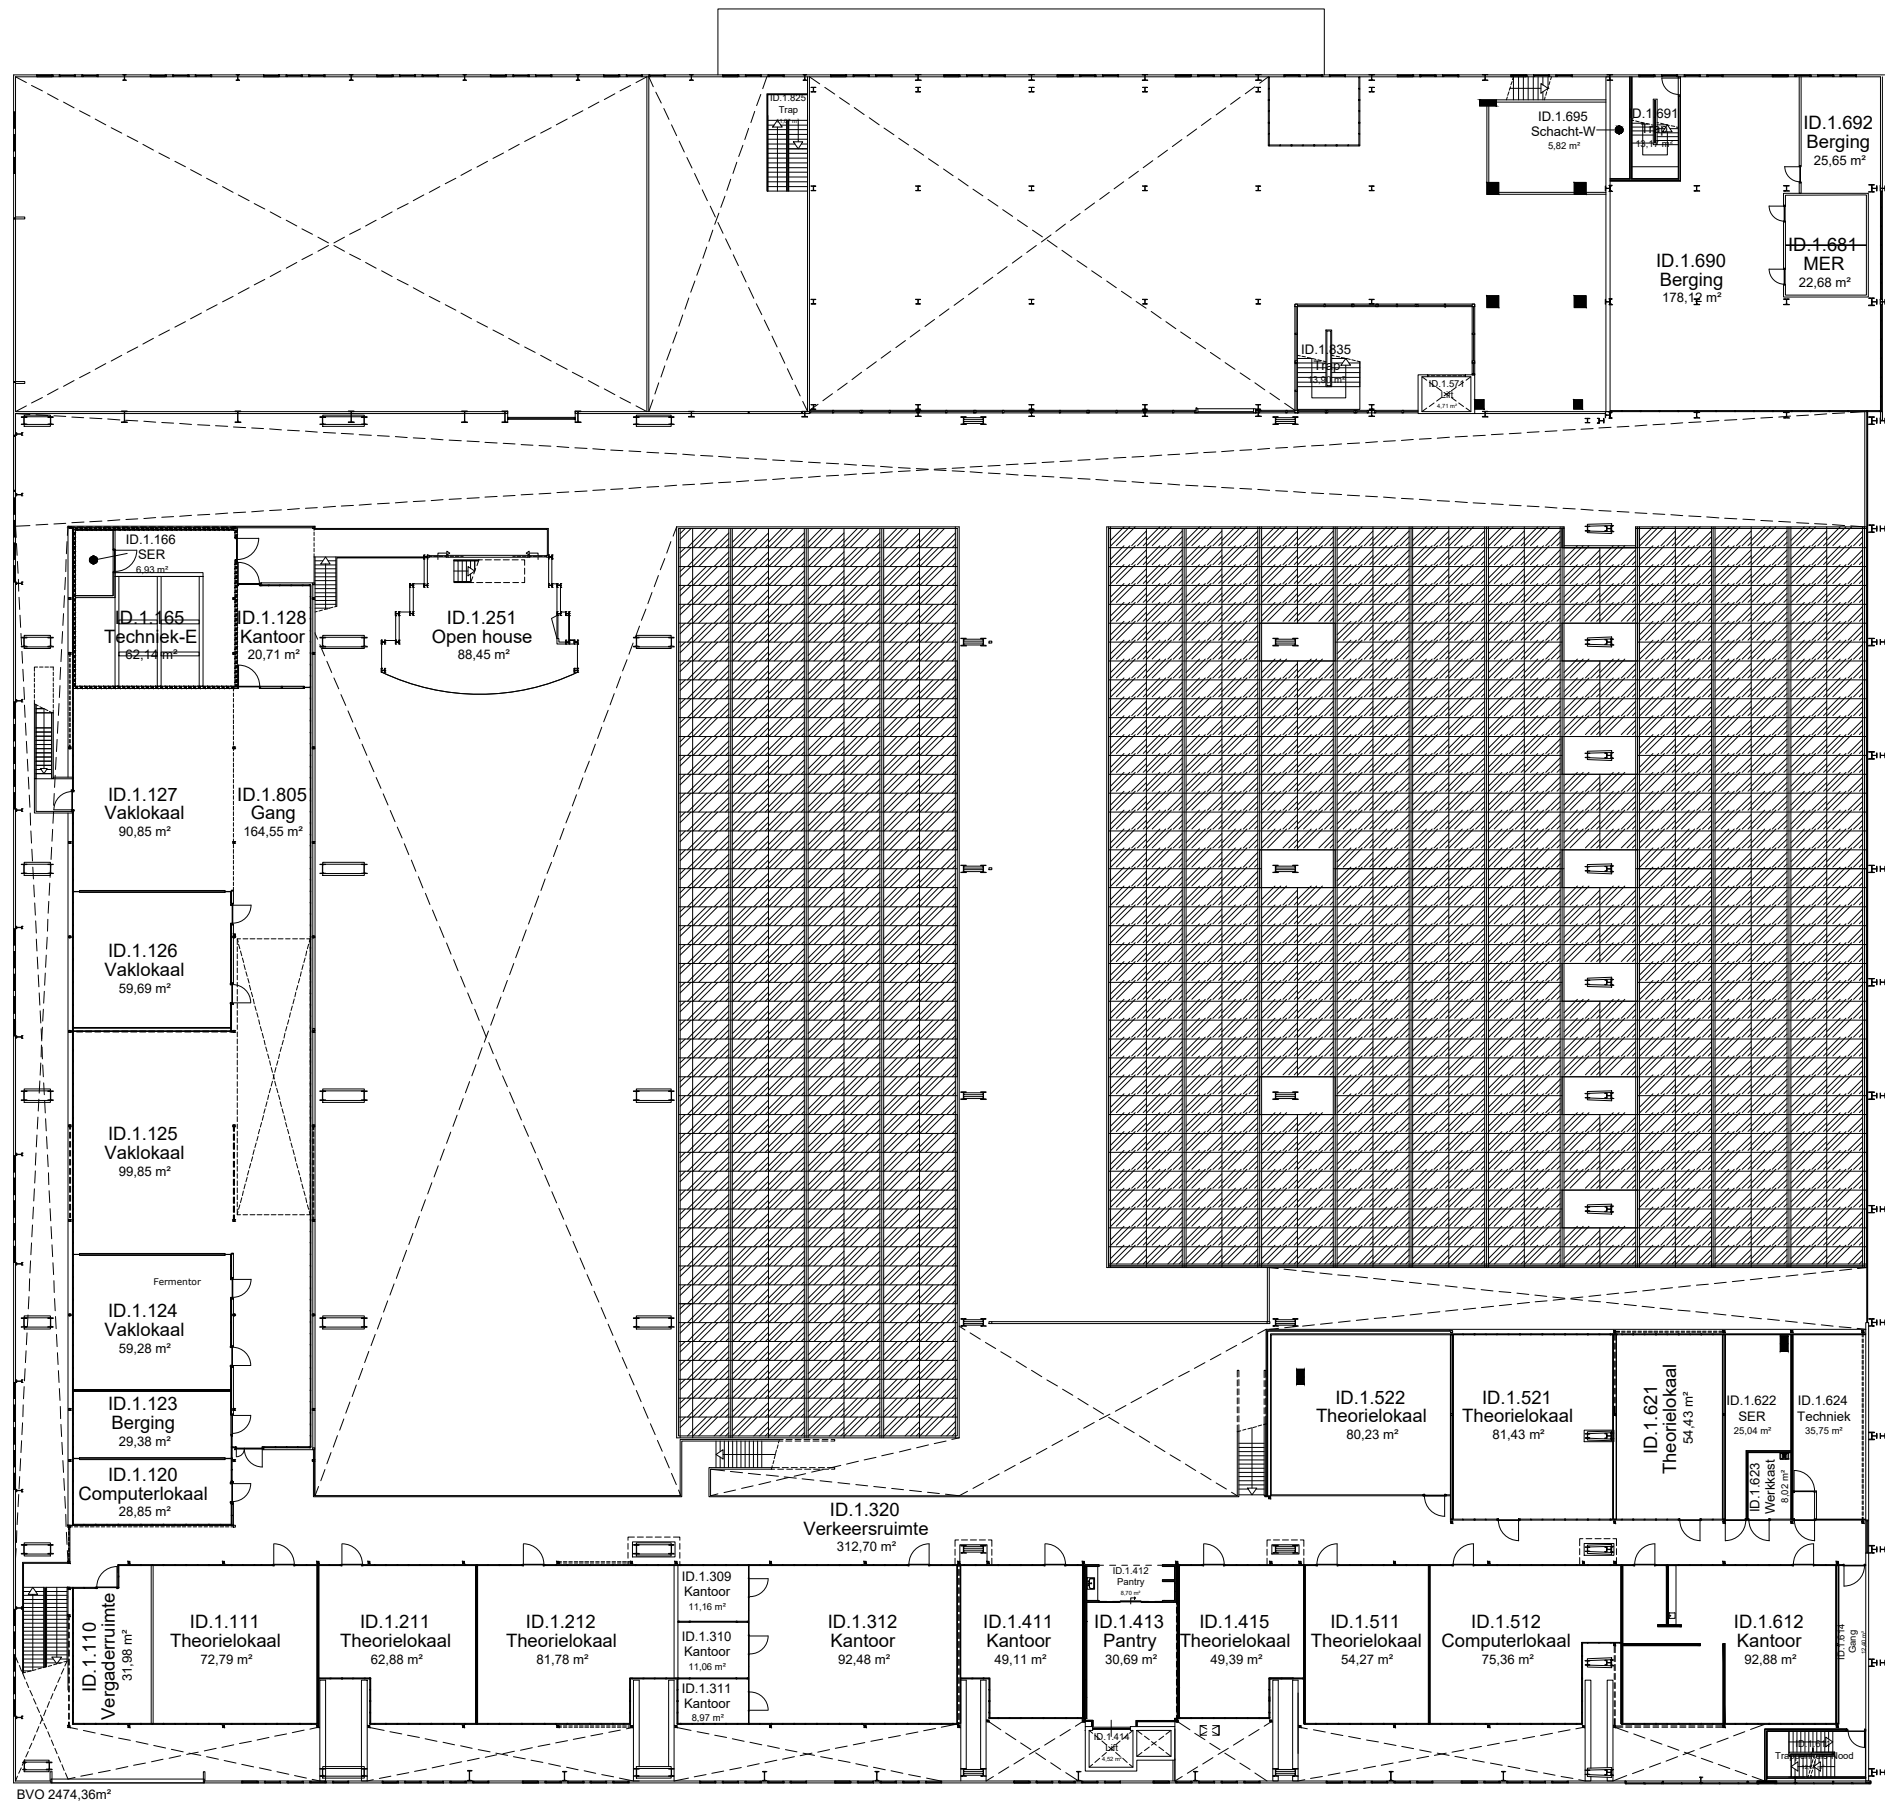 ID.1.825
Trap
ID.1.695
Schacht-W
5,82 m²
ID.1.692
Berging
25,65 m²
ID.1.690
Berging
178,12 m²
ID.1.681
MER
22,68 m²
ID.1.835
Trap
13,90 m²
ID.1.571
Lift
4,71 m²
ID.1.166
SER
6,93 m²
ID.1.165
Techniek-E
62,14 m²
ID.1.128
Kantoor
20,71 m²
ID.1.251
Open house
88,45 m²
ID.1.127
Vaklokaal
90,85 m²
ID.1.805
Gang
164,55 m²
ID.1.126
Vaklokaal
59,69 m²
ID.1.125
Vaklokaal
99,85 m²
Fermentor
ID.1.124
Vaklokaal
59,28 m²
ID.1.123
Berging
29,38 m²
ID.1.120
Computerlokaal
28,85 m²
ID.1.522
Theorielokaal
80,23 m²
ID.1.521
Theorielokaal
81,43 m²
ID.1.621
Theorielokaal
54,43 m²
ID.1.622
SER
25,04 m²
ID.1.623
Werkkast
8,02 m²
ID.1.624
Techniek
35,75 m²
ID.1.320
Verkeersruimte
312,70 m²
ID.1.110
Vergaderruimte
31,98 m²
ID.1.111
Theorielokaal
72,79 m²
ID.1.211
Theorielokaal
62,88 m²
ID.1.212
Theorielokaal
81,78 m²
ID.1.309
Kantoor
11,16 m²
ID.1.310
Kantoor
11,06 m²
ID.1.311
Kantoor
8,97 m²
ID.1.312
Kantoor
92,48 m²
ID.1.411
Kantoor
49,11 m²
ID.1.412
Pantry
8,70 m²
ID.1.413
Pantry
30,69 m²
ID.1.414
Lift
4,52 m²
ID.1.415
Theorielokaal
49,39 m²
ID.1.511
Theorielokaal
54,27 m²
ID.1.512
Computerlokaal
75,36 m²
ID.1.612
Kantoor
92,88 m²
ID.1.614
Gang
BVO 2474,36m²